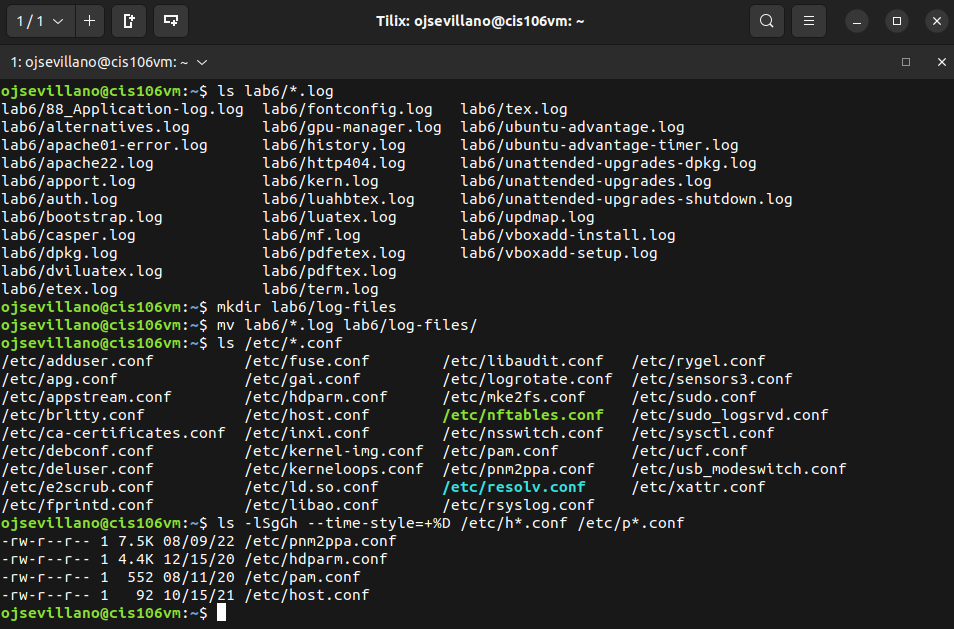 1 / 1
Tilix: ojsevillano@cis106vm: ~
1: ojsevillano@cis106vm: ~
ojsevillano@cis106vm:~$ ls lab6/*.log
lab6/88_Application-log.log  lab6/fontconfig.log   lab6/tex.log
lab6/alternatives.log        lab6/gpu-manager.log  lab6/ubuntu-advantage.log
lab6/apache01-error.log      lab6/history.log      lab6/ubuntu-advantage-timer.log
lab6/apache22.log            lab6/http404.log      lab6/unattended-upgrades-dpkg.log
lab6/apport.log              lab6/kern.log         lab6/unattended-upgrades.log
lab6/auth.log                lab6/luahbtex.log     lab6/unattended-upgrades-shutdown.log
lab6/bootstrap.log           lab6/luatex.log       lab6/updmap.log
lab6/casper.log              lab6/mf.log           lab6/vboxadd-install.log
lab6/dpkg.log                lab6/pdfetex.log      lab6/vboxadd-setup.log
lab6/dviluatex.log           lab6/pdftex.log
lab6/etex.log                lab6/term.log
ojsevillano@cis106vm:~$ mkdir lab6/log-files
ojsevillano@cis106vm:~$ mv lab6/*.log lab6/log-files/
ojsevillano@cis106vm:~$ ls /etc/*.conf
/etc/adduser.conf          /etc/fuse.conf        /etc/libaudit.conf   /etc/rygel.conf
/etc/apg.conf              /etc/gai.conf         /etc/logrotate.conf  /etc/sensors3.conf
/etc/appstream.conf        /etc/hdparm.conf      /etc/mke2fs.conf     /etc/sudo.conf
/etc/brltty.conf           /etc/host.conf        /etc/nftables.conf   /etc/sudo_logsrvd.conf
/etc/ca-certificates.conf  /etc/inxi.conf        /etc/nsswitch.conf   /etc/sysctl.conf
/etc/debconf.conf          /etc/kernel-img.conf  /etc/pam.conf        /etc/ucf.conf
/etc/deluser.conf          /etc/kerneloops.conf  /etc/pnm2ppa.conf    /etc/usb_modeswitch.conf
/etc/e2scrub.conf          /etc/ld.so.conf       /etc/resolv.conf     /etc/xattr.conf
/etc/fprintd.conf          /etc/libao.conf       /etc/rsyslog.conf
ojsevillano@cis106vm:~$ ls -lSgGh --time-style=+%D /etc/h*.conf /etc/p*.conf
-rw-r--r-- 1 7.5K 08/09/22 /etc/pnm2ppa.conf
-rw-r--r-- 1 4.4K 12/15/20 /etc/hdparm.conf
-rw-r--r-- 1  552 08/11/20 /etc/pam.conf
-rw-r--r-- 1   92 10/15/21 /etc/host.conf
ojsevillano@cis106vm:~$